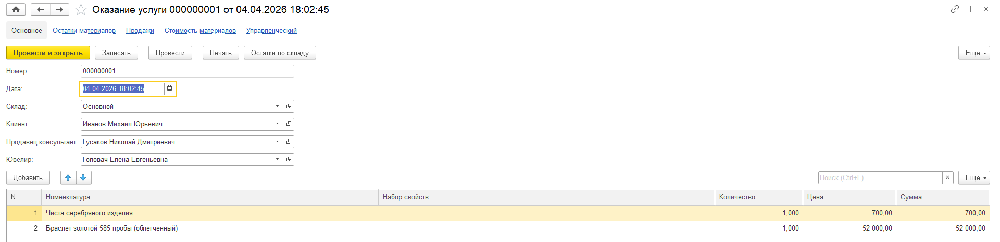 Оказание услуги 000000001 от 04.04.2026 18:02:45
Основное Остатки материалов Продажи Стоимость материалов Управленческий
Провести и закрыть Записать Провести Печать Остатки по складу Еще
Номер: 000000001
Дата: 04.04.2026 18:02:45
Склад: Основной
Клиент: Иванов Михаил Юрьевич
Продавец консультант: Гусаков Николай Дмитриевич
Ювелир: Головач Елена Евгеньевна
Добавить Поиск (Ctrl+F) × Еще
N Номенклатура Набор свойств Количество Цена Сумма
1 Чиста серебряного изделия 1,000 700,00 700,00
2 Браслет золотой 585 пробы (облегченный) 1,000 52 000,00 52 000,00